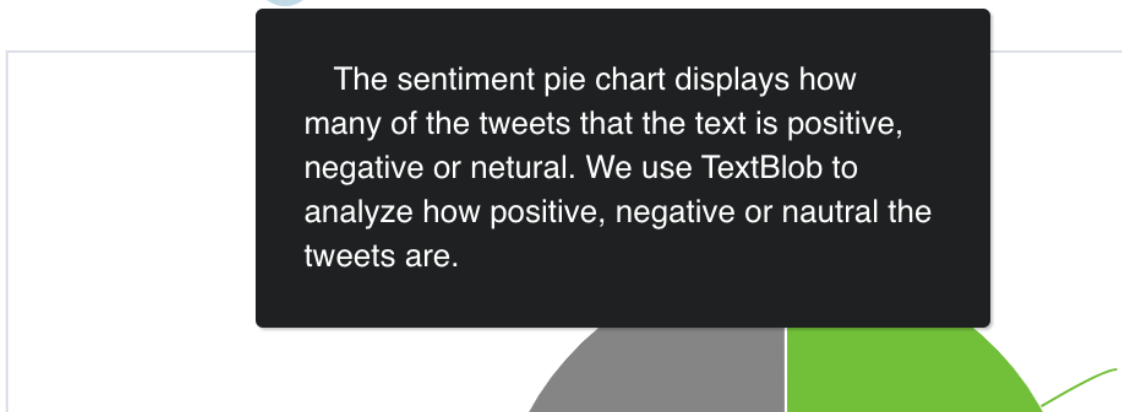 The sentiment pie chart displays how
many of the tweets that the text is positive,
negative or netural. We use TextBlob to
analyze how positive, negative or nautral the
tweets are.